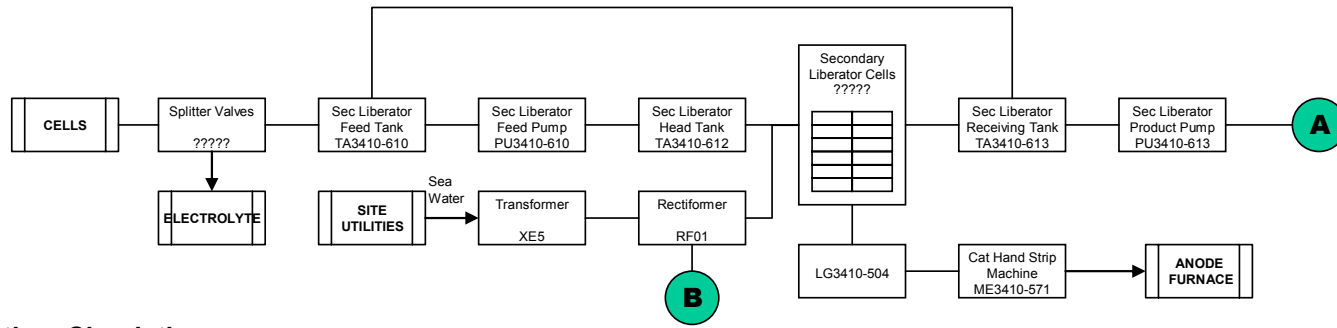 Secondary
Liberator Cells
?????
CELLS
Splitter Valves
?????
Sec Liberator
Feed Tank
TA3410-610
Sec Liberator
Feed Pump
PU3410-610
Sec Liberator
Head Tank
TA3410-612
Sec Liberator
Receiving Tank
TA3410-613
Sec Liberator
Product Pump
PU3410-613
A
ELECTROLYTE
SITE
UTILITIES
Sea
Water
Transformer
XE5
Rectiformer
RF01
B
LG3410-504
Cat Hand Strip
Machine
ME3410-571
ANODE
FURNACE